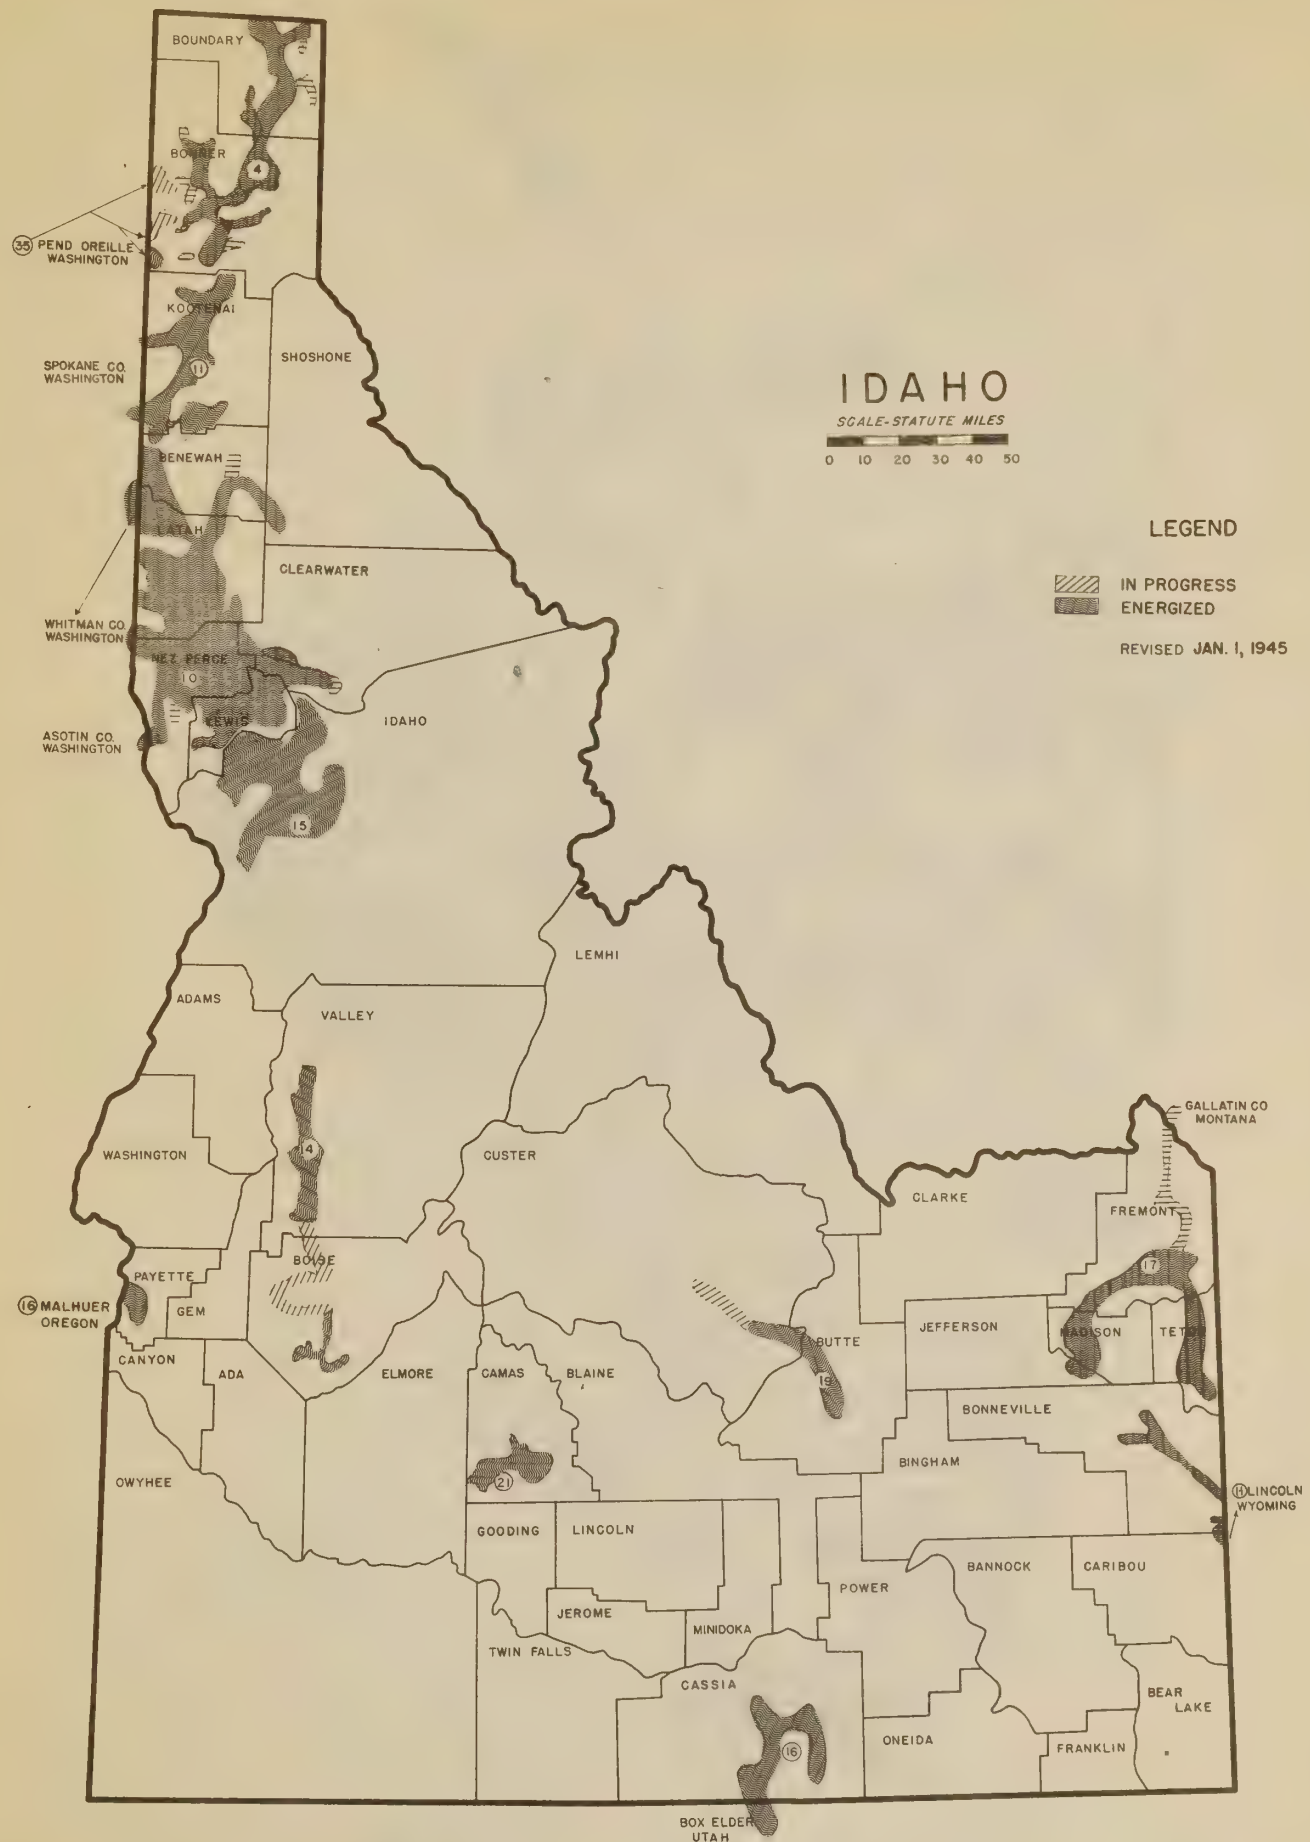 BOUNDARY
BONNER
4
35 PEND OREILLE
WASHINGTON
KOOTENAI
SHOSHONE
SPOKANE CO.
WASHINGTON
11
IDAHO
SCALE-STATUTE MILES
0 10 20 30 40 50
BENEWAH
LATAH
LEGEND
CLEARWATER
IN PROGRESS
ENERGIZED
WHITMAN CO.
WASHINGTON
REVISED JAN. 1, 1945
NEZ PERCE
10
LEWIS
IDAHO
ASOTIN CO.
WASHINGTON
15
LEMHI
ADAMS
VALLEY
GALLATIN CO
MONTANA
WASHINGTON
14
CUSTER
CLARKE
FREMONT
BOISE
17
PAYETTE
16 MALHUER
OREGON
GEM
JEFFERSON
MADISON
TETON
BUTTE
CANYON
ADA
ELMORE
CAMAS
BLAINE
19
BONNEVILLE
BINGHAM
OWYHEE
21
11 LINCOLN
WYOMING
GOODING
LINCOLN
BANNOCK
CARIBOU
POWER
JEROME
MINIDOKA
TWIN FALLS
CASSIA
BEAR
LAKE
ONEIDA
FRANKLIN
16
BOX ELDER
UTAH